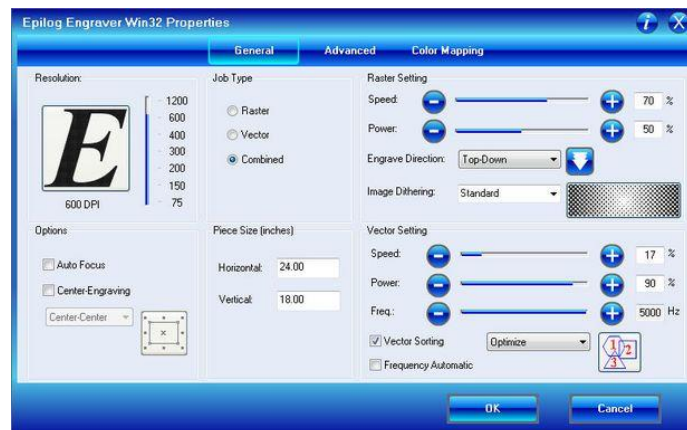 Epilog Engraver Win32 Properties
General Advanced Color Mapping
Resolution:
E
1200
600
400
300
200
150
75
600 DPI
Job Type
Raster
Vector
Combined
Raster Setting
Speed: 70 %
Power: 50 %
Engrave Direction: Top-Down
Image Dithering: Standard
Options
Auto Focus
Center-Engraving
Center-Center
Piece Size (inches)
Horizontal: 24.00
Vertical: 18.00
Vector Setting
Speed: 17 %
Power: 90 %
Freq.: 5000 Hz
Vector Sorting Optimize
1 2 3
Frequency Automatic
OK Cancel